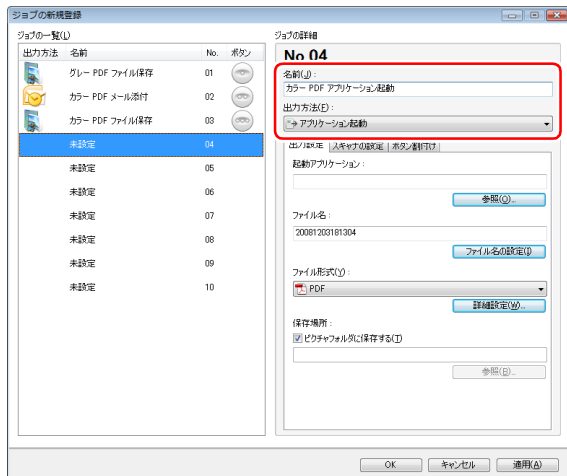 ジョブの新規登録
ジョブの一覧(L)
出力方法 名前 No. ボタン
グレー PDF ファイル保存 01
カラー PDF メール添付 02
カラー PDF ファイル保存 03
未設定 04
未設定 05
未設定 06
未設定 07
未設定 08
未設定 09
未設定 10
ジョブの詳細
No.04
名前(J) :
カラー PDF アプリケーション起動
出力方法(F) :
アプリケーション起動
出力設定 スキャナの設定 ボタン割付け
起動アプリケーション :
参照(O)...
ファイル名 :
20081203181304
ファイル名の設定(I)
ファイル形式(Y) :
PDF
詳細設定(W)...
保存場所 :
ピクチャフォルダに保存する(T)
参照(B)...
OK キャンセル 適用(A)